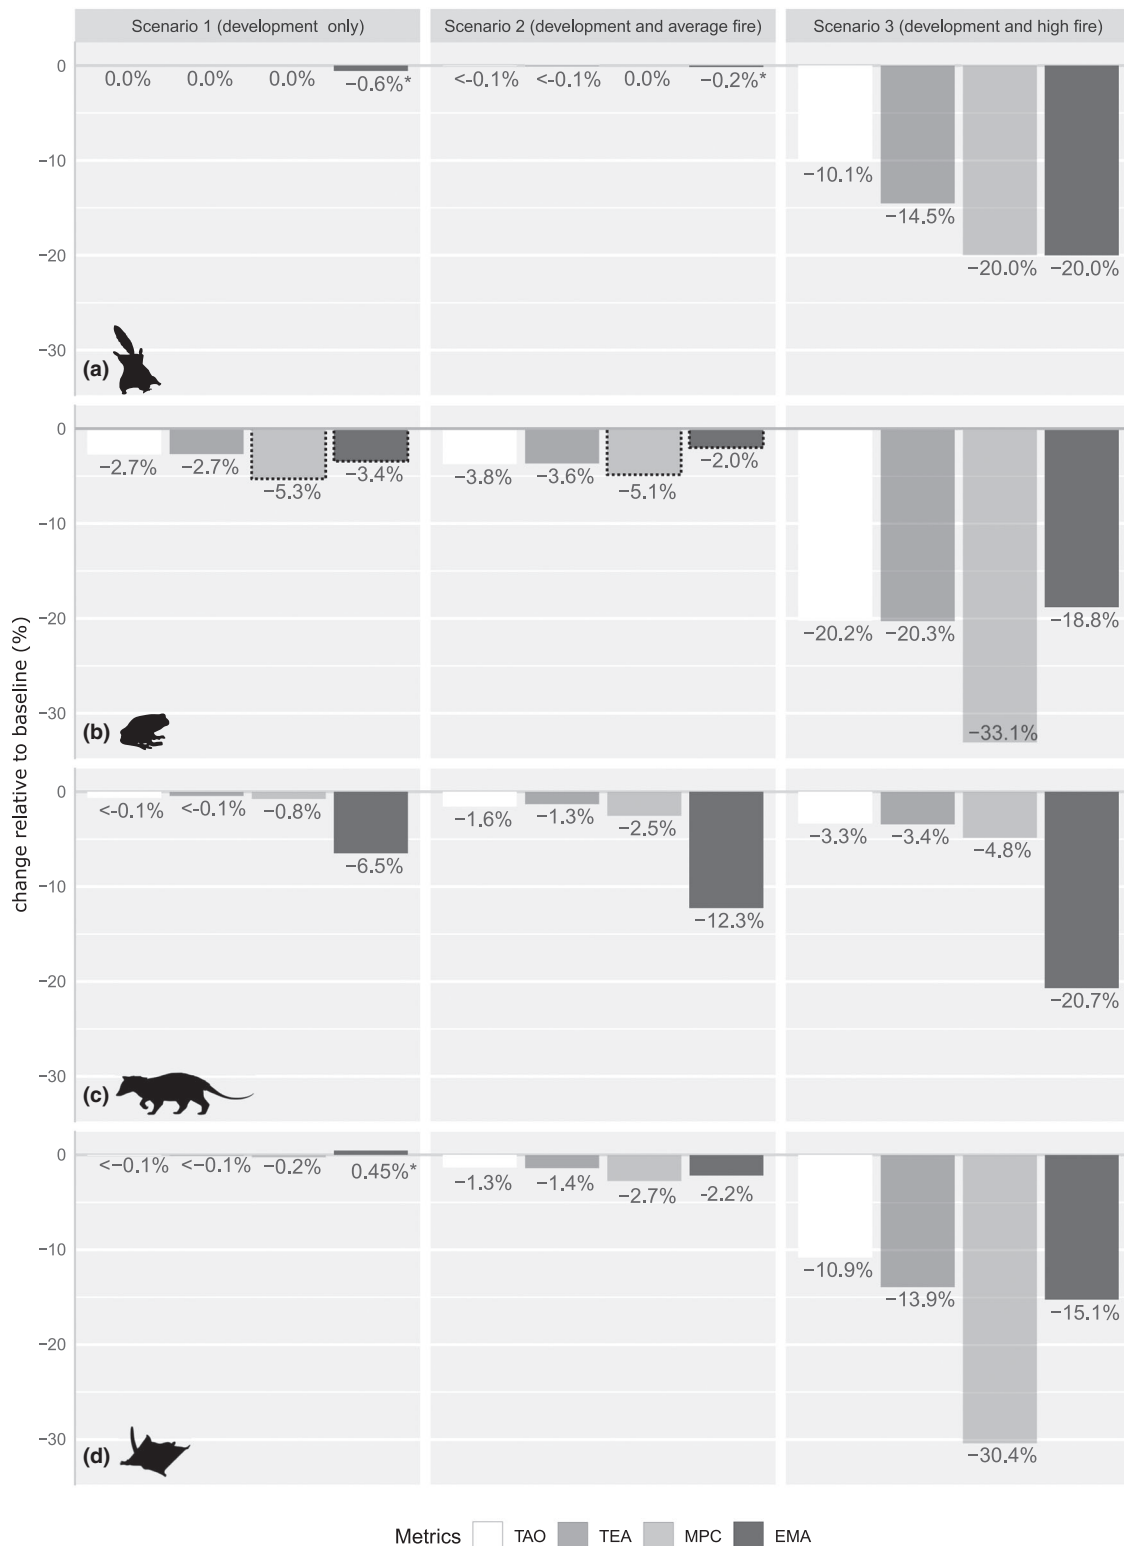 Scenario 1 (development only) Scenario 2 (development and average fire) Scenario 3 (development and high fire)
change relative to baseline (%)
0
0.0% 0.0% 0.0% −0.6%* <-0.1% <-0.1% 0.0% −0.2%*
−10
−10.1%
−14.5%
−20
−20.0% −20.0%
−30
(a)
0
−2.7% −2.7% −5.3% −3.4% −3.8% −3.6% −5.1% −2.0%
−10
−20
−20.2% −20.3% −33.1% −18.8%
−30
(b)
0
<-0.1% <-0.1% −0.8% −6.5% −1.6% −1.3% −2.5% −12.3% −3.3% −3.4% −4.8% −20.7%
−10
−20
−30
(c)
0
<-0.1% <-0.1% −0.2% 0.45%* −1.3% −1.4% −2.7% -2.2%
−10
−10.9% −13.9% −30.4% −15.1%
−20
−30
(d)
Metrics TAO TEA MPC EMA